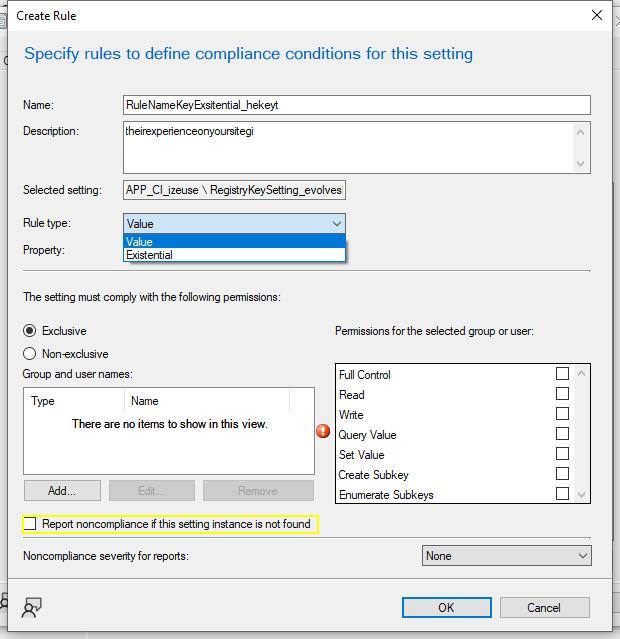 Create Rule
Specify rules to define compliance conditions for this setting
Name: RuleNameKeyExsitential_hekeyt
Description: theirexperienceonyoursitegi
Selected setting: APP_CI_izeuse \ RegistryKeySetting_evolves
Rule type: Value
Value
Property:
Existential
The setting must comply with the following permissions:
Exclusive
Permissions for the selected group or user:
Non-exclusive
Group and user names:
Full Control
Type Name
Read
There are no items to show in this view.
Write
Query Value
Set Value
Create Subkey
Add... Edit... Remove
Enumerate Subkeys
Report noncompliance if this setting instance is not found
Noncompliance severity for reports: None
OK Cancel